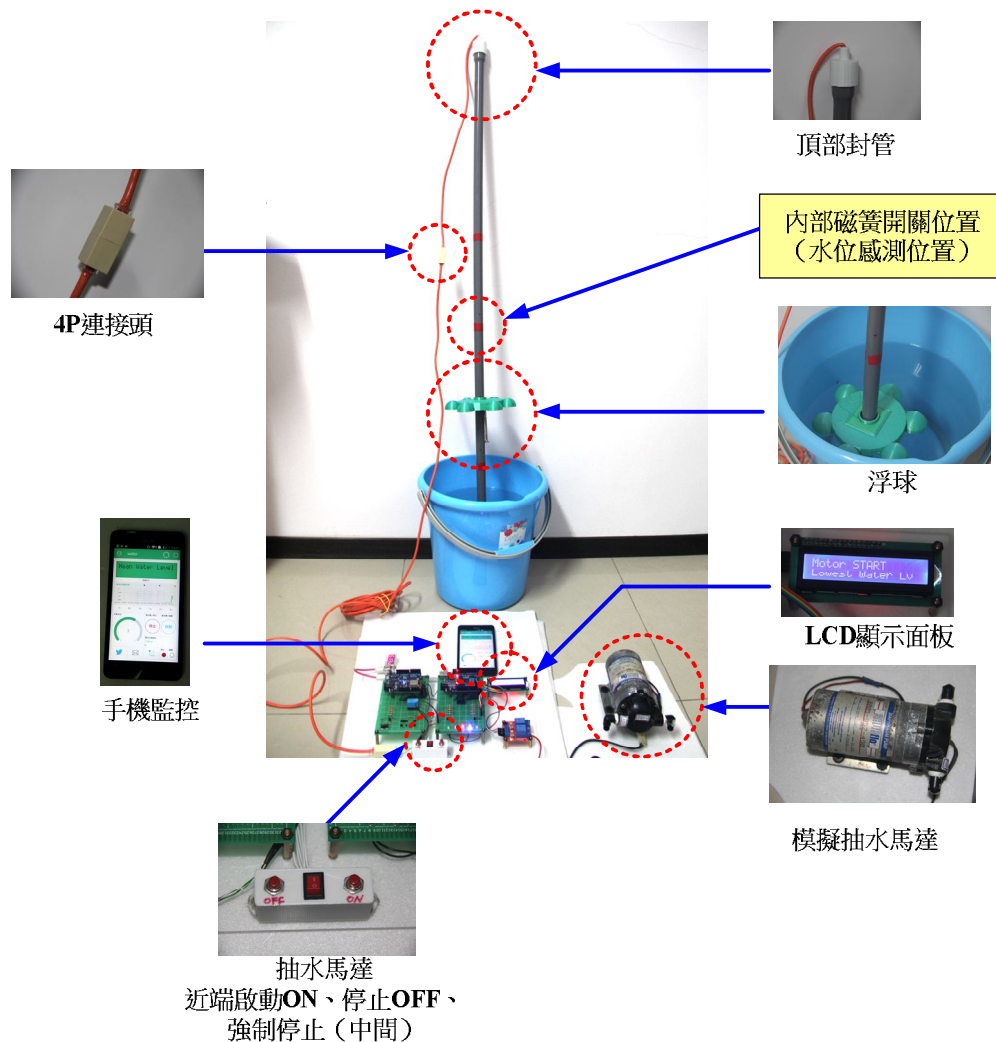 頂部封管
內部磁簧開關位置
（水位感測位置）
4P連接頭
浮球
Mean Water Level
Motor START
Lowest Water LV
LCD顯示面板
手機監控
模擬抽水馬達
OFF
ON
抽水馬達
近端啟動ON、停止OFF、
強制停止（中間）